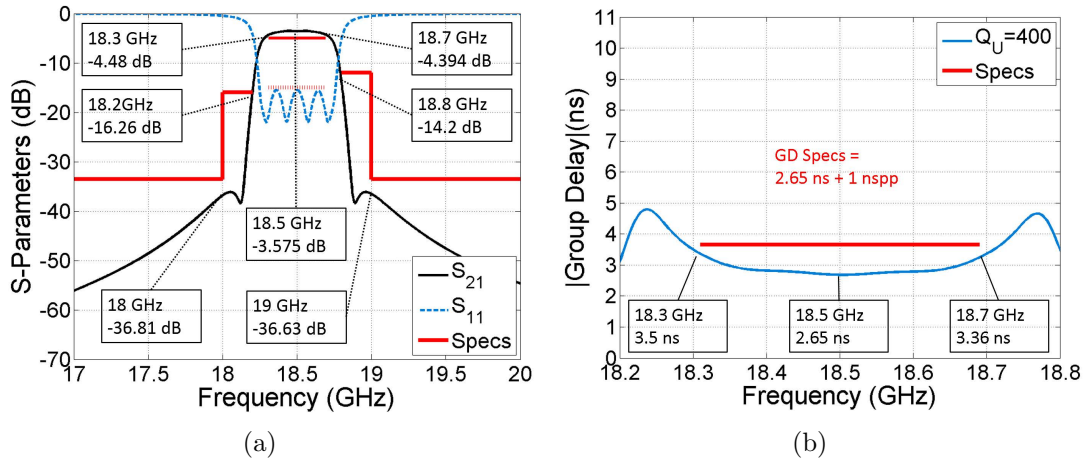 0
-10
-20
-30
-40
-50
-60
-70
S-Parameters (dB)
18.3 GHz
-4.48 dB
18.7 GHz
-4.394 dB
18.2GHz
-16.26 dB
18.8 GHz
-14.2 dB
18.5 GHz
-3.575 dB
18 GHz
-36.81 dB
19 GHz
-36.63 dB
S21
S11
Specs
17 17.5 18 18.5 19 19.5 20
Frequency (GHz)
(a)
11
10
9
8
7
6
5
4
3
2
1
0
|Group Delay|(ns)
QU=400
Specs
GD Specs =
2.65 ns + 1 nspp
18.3 GHz
3.5 ns
18.5 GHz
2.65 ns
18.7 GHz
3.36 ns
18.2 18.3 18.4 18.5 18.6 18.7 18.8
Frequency (GHz)
(b)